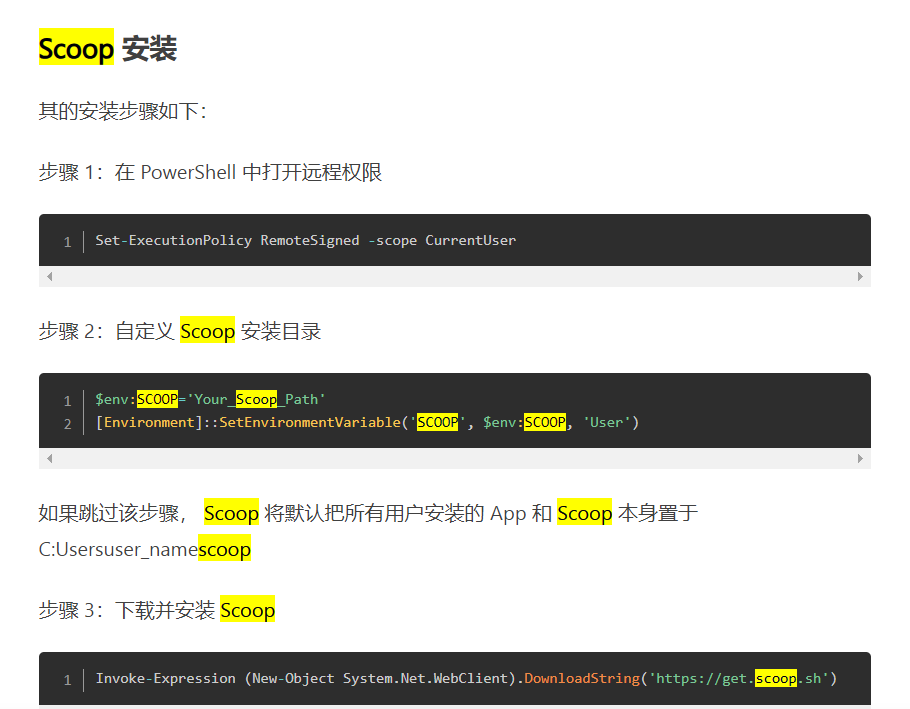 Scoop 安装
其的安装步骤如下：
步骤 1：在 PowerShell 中打开远程权限
1 Set-ExecutionPolicy RemoteSigned -scope CurrentUser
步骤 2：自定义 Scoop 安装目录
1 $env:SCOOP='Your_Scoop_Path'
2 [Environment]::SetEnvironmentVariable('SCOOP', $env:SCOOP, 'User')
如果跳过该步骤， Scoop 将默认把所有用户安装的 App 和 Scoop 本身置于
C:Usersuser_namescoop
步骤 3：下载并安装 Scoop
1 Invoke-Expression (New-Object System.Net.WebClient).DownloadString('https://get.scoop.sh')